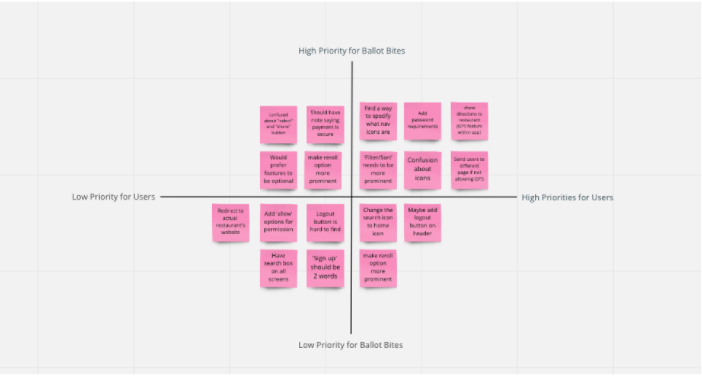 High Priority for Ballot Bites
confused
about "select"
and "share"
button
Should have
note saying
payment is
secure
Find a way
to specify
what nav
icons are
Add
password
requirements
show
directions to
restaurant
(GPS feature
within app)
Would
prefer
features to
be optional
make reroll
option
more
prominent
'Filter/Sort'
needs to be
more
prominent
Confusion
about
icons
Send users to
different
page if not
allowing GPS
Low Priority for Users
High Priorities for Users
Redirect to
actual
restaurant's
website
Add 'allow'
options for
permission
Logout
button is
hard to find
Change the
search icon
to home
icon
Maybe add
logout
button on
header
Have
search box
on all
screens
'Sign up'
should be
2 words
make reroll
option
more
prominent
Low Priority for Ballot Bites